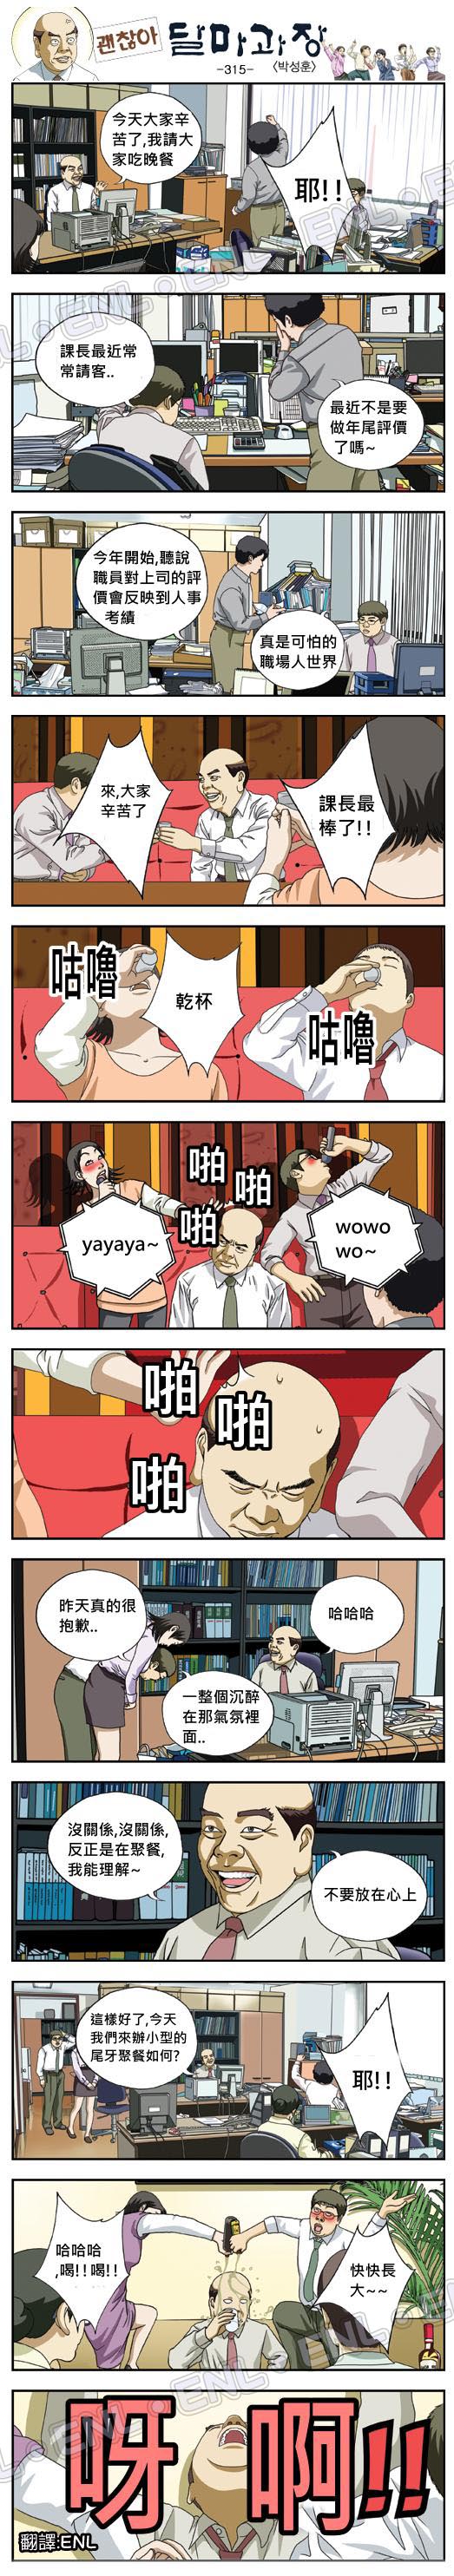 괜찮아 달마과장
-315- <박성훈>
今天大家辛
苦了,我請大
家吃晚餐
耶!!
ENL
課長最近常
常請客..
最近不是要
做年尾評價
了嗎~
今年開始,聽說
職員對上司的評
價會反映到人事
考績
真是可怕的
職場人世界
來,大家
辛苦了
課長最
棒了!!
咕嚕
乾杯
咕嚕
啪
啪
啪
yayaya~
wowo
wo~
啪
啪
啪
昨天真的很
抱歉..
哈哈哈
一整個沉醉
在那氣氛裡
面..
沒關係,沒關係,
反正是在聚餐,
我能理解~
不要放在心上
這樣好了,今天
我們來辦小型的
尾牙聚餐如何?
耶!!
哈哈哈
,喝!!喝!!
快快長
大~~
ENL
呀 啊!!
翻譯:ENL